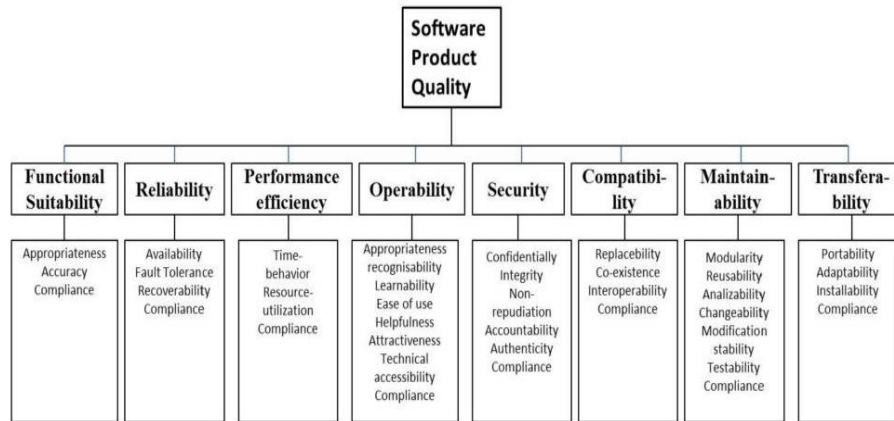 Software
Product
Quality
Functional
Suitability
Reliability
Performance
efficiency
Operability
Security
Compatibi-
lity
Maintain-
ability
Transfera-
bility
Appropriateness
Accuracy
Compliance
Availability
Fault Tolerance
Recoverability
Compliance
Time-
behavior
Resource-
utilization
Compliance
Appropriateness
recognisability
Learnability
Ease of use
Helpfulness
Attractiveness
Technical
accessibility
Compliance
Confidentially
Integrity
Non-
repudiation
Accountability
Authenticity
Compliance
Replacebility
Co-existence
Interoperability
Compliance
Modularity
Reusability
Analizability
Changeability
Modification
stability
Testability
Compliance
Portability
Adaptability
Installability
Compliance